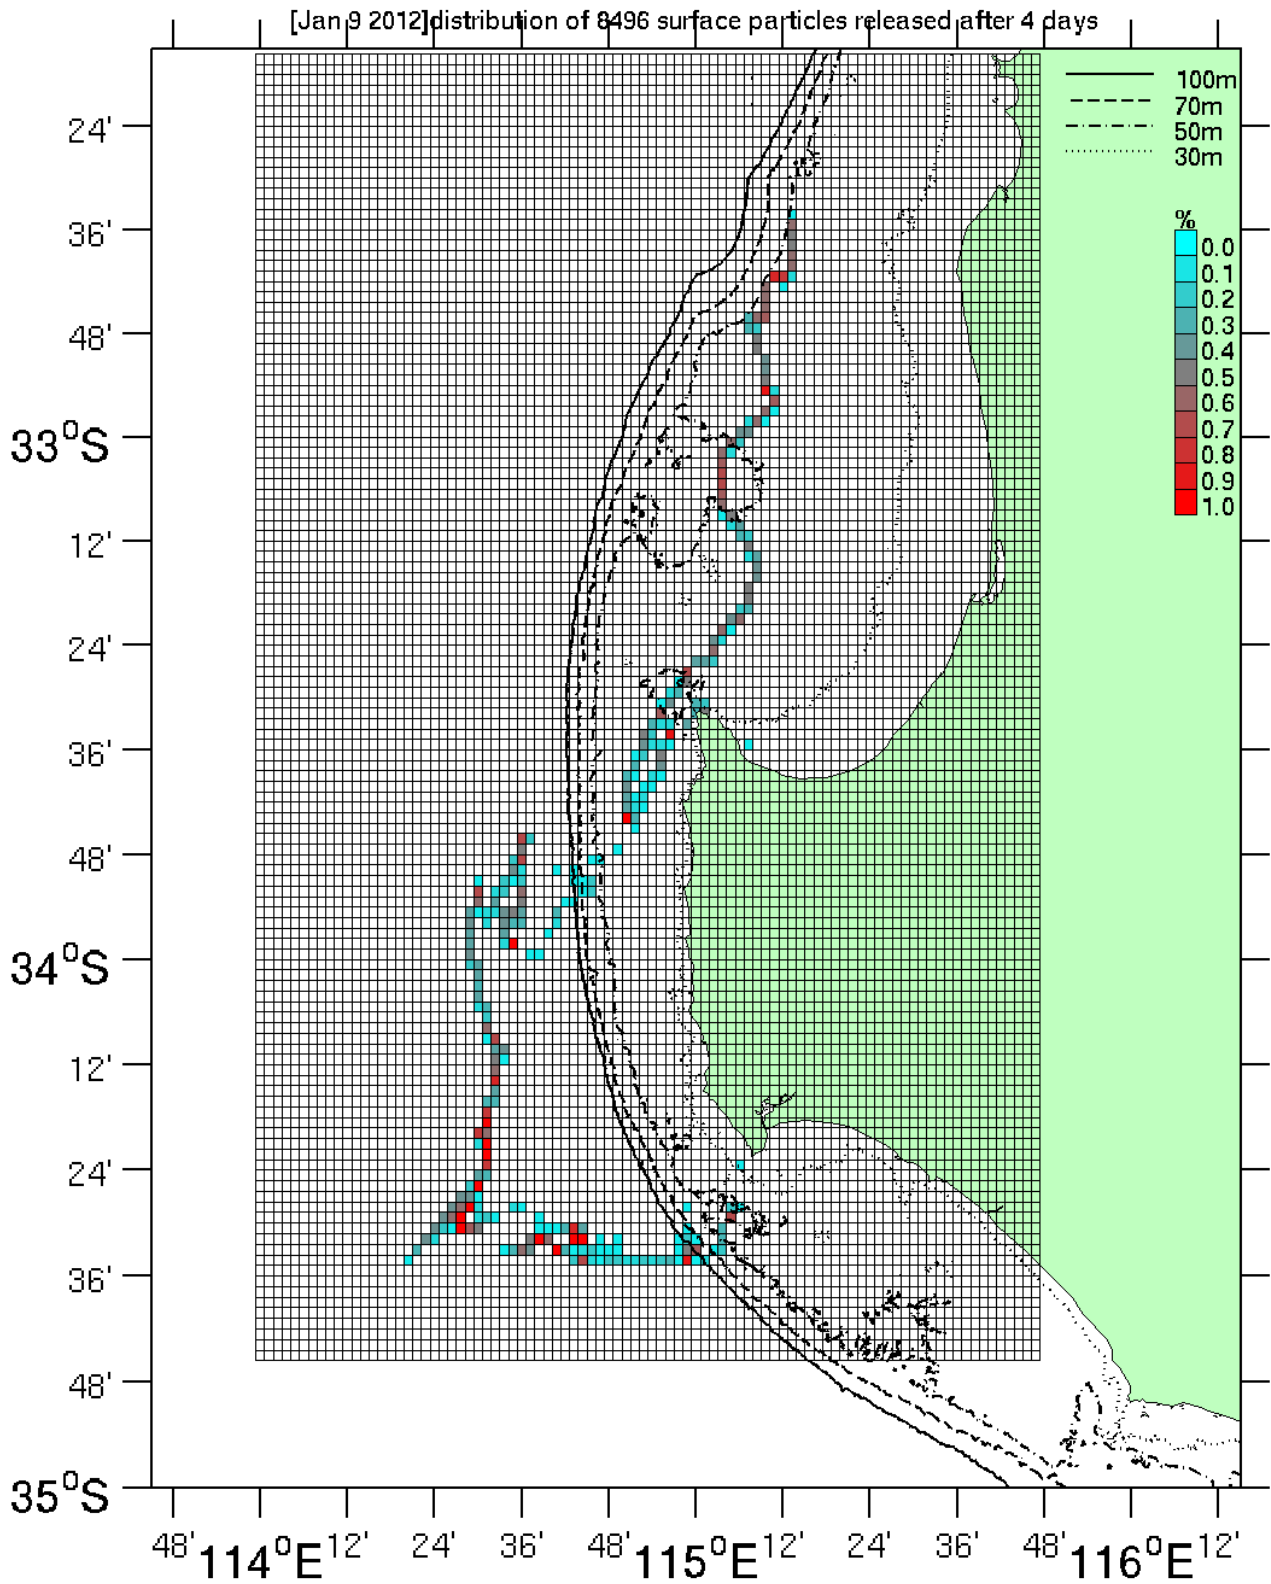 [Jan 9 2012]distribution of 8496 surface particles released after 4 days
100m
70m
50m
30m
%
0.0
0.1
0.2
0.3
0.4
0.5
0.6
0.7
0.8
0.9
1.0
24'
36'
48'
33°S
12'
24'
36'
48'
34°S
12'
24'
36'
48'
35°S
48' 114°E 12' 24' 36' 48' 115°E 12' 24' 36' 48' 116°E 12'